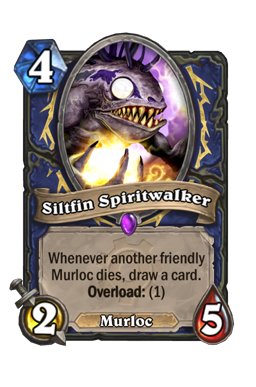 4
Siltfin Spiritwalker
Whenever another friendly
Murloc dies, draw a card.
Overload: (1)
2
Murloc
5